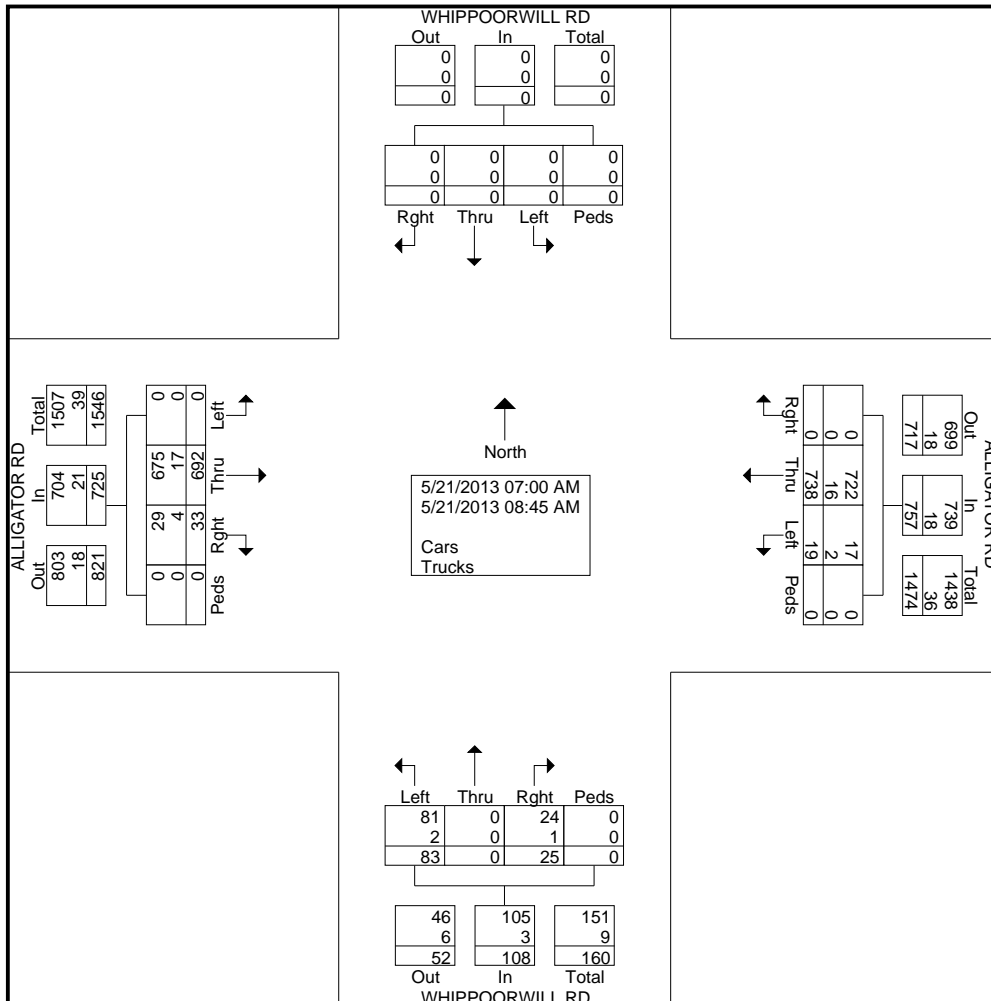 WHIPPOORWILL RD
Out In Total
0 0 0
0 0 0
0 0 0
0 0 0 0
0 0 0 0
0 0 0 0
Rght Thru Left Peds
ALLIGATOR RD
Total In Out
1507 704 803
39 21 18
1546 725 821
0 675 29 0
0 17 4 0
0 692 33 0
Left Thru Rght Peds
North
5/21/2013 07:00 AM
5/21/2013 08:45 AM
Cars
Trucks
Rght Thru Left Peds
0 738 19 0
0 16 2 0
0 722 17 0
717 757 1474
18 18 36
699 739 1438
Out In Total
ALLIGATOR RD
Left Thru Rght Peds
81 0 24 0
2 0 1 0
83 0 25 0
46 105 151
6 3 9
52 108 160
Out In Total
WHIPPOORWILL RD